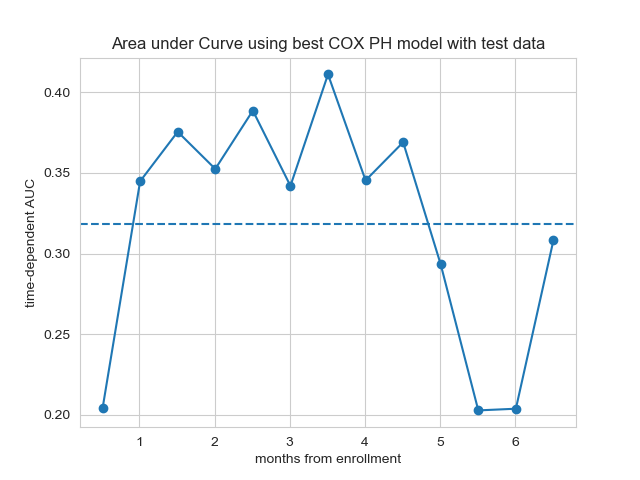 Area under Curve using best COX PH model with test data
time-dependent AUC
0.40
0.35
0.30
0.25
0.20
1 2 3 4 5 6
months from enrollment